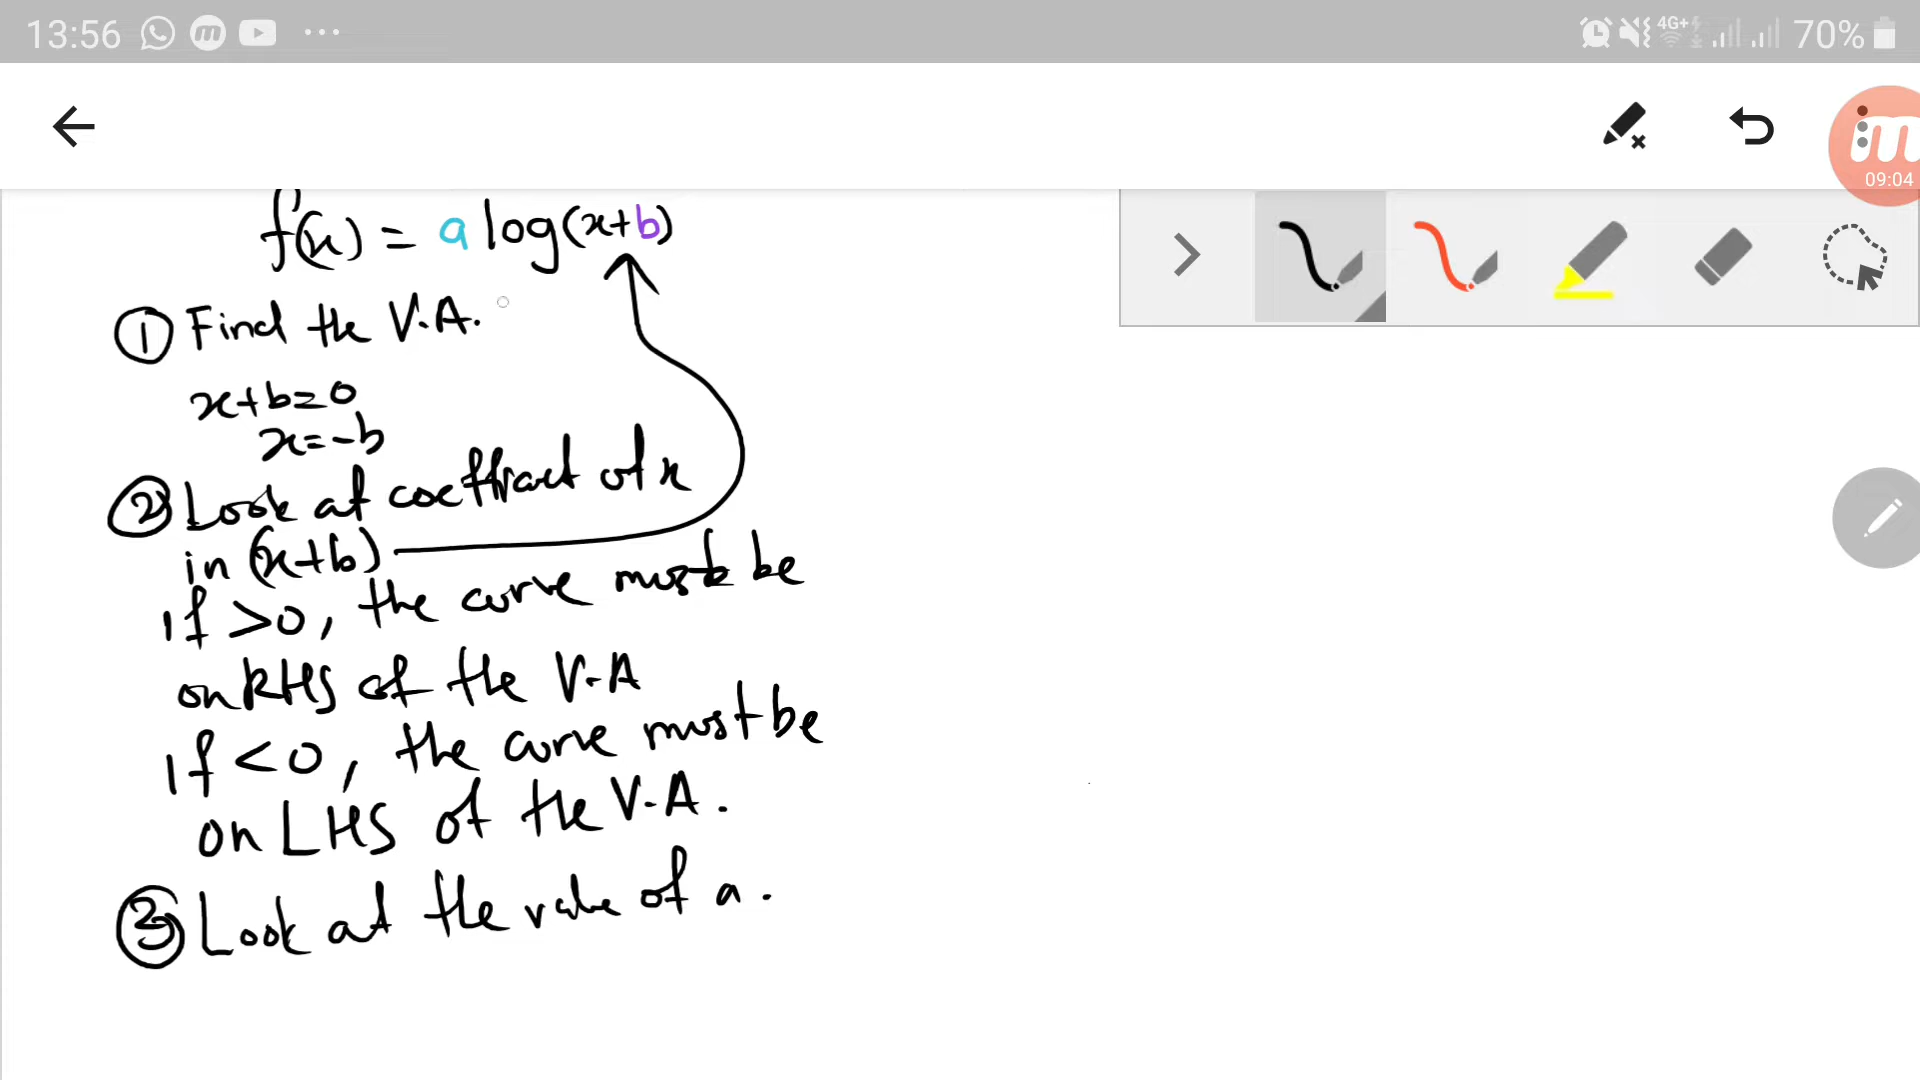 13:56 ... 4G+ 70%
09:04
f(x) = a log(x+b)
① Find the V.A.
x+b=0
x=-b
② Look at coefficient of x
in (x+b)
If >0, the curve must be
on RHS of the V.A
If <0, the curve must be
on LHS of the V.A.
③ Look at the value of a.